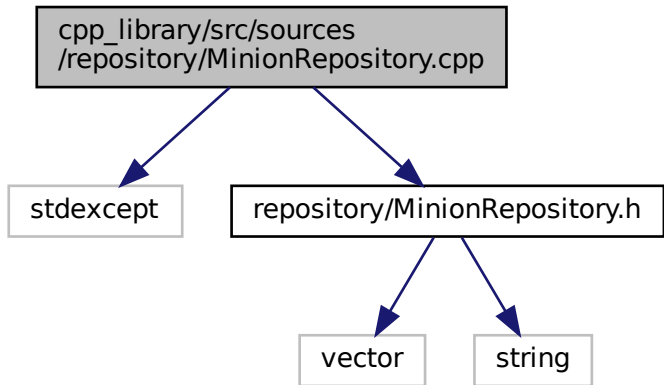 cpp_library/src/sources
/repository/MinionRepository.cpp
stdexcept
repository/MinionRepository.h
vector
string